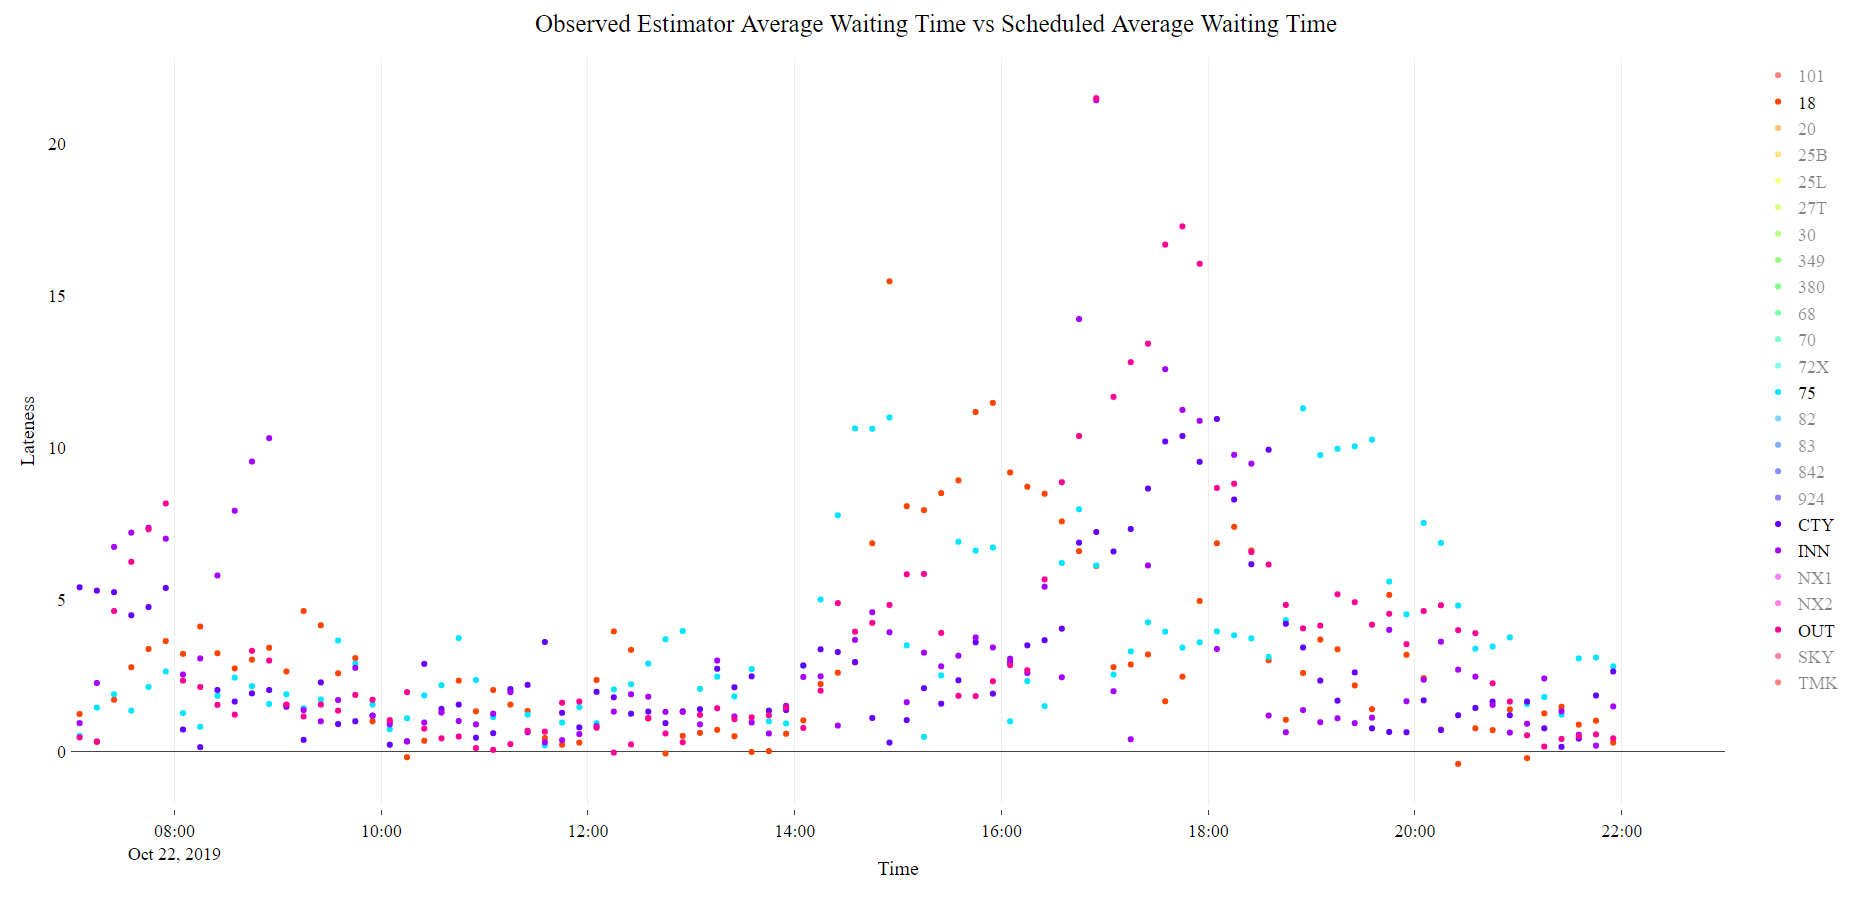 Observed Estimator Average Waiting Time vs Scheduled Average Waiting Time
Lateness
20
15
10
5
0
08:00
Oct 22, 2019
10:00
12:00
14:00
16:00
18:00
20:00
22:00
Time
101
18
20
25B
25L
27T
30
349
380
68
70
72X
75
82
83
842
924
CTY
INN
NX1
NX2
OUT
SKY
TMK